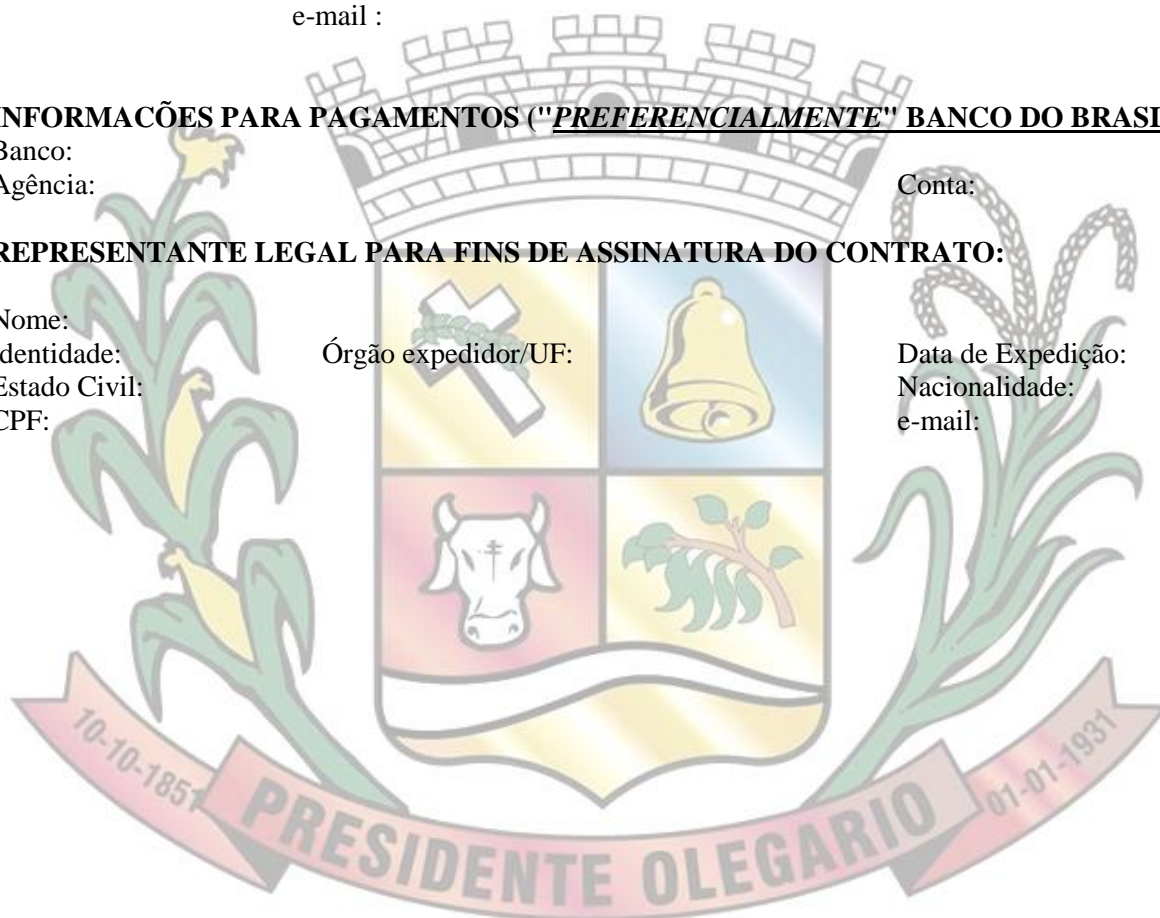 e-mail :
INFORMACÕES PARA PAGAMENTOS ("PREFERENCIALMENTE" BANCO DO BRASIL
Banco:
Agência: Conta:
REPRESENTANTE LEGAL PARA FINS DE ASSINATURA DO CONTRATO:
Nome:
Identidade: Órgão expedidor/UF: Data de Expedição:
Estado Civil: Nacionalidade:
CPF: e-mail:
10-10-1851 PRESIDENTE OLEGARIO 01-01-1931